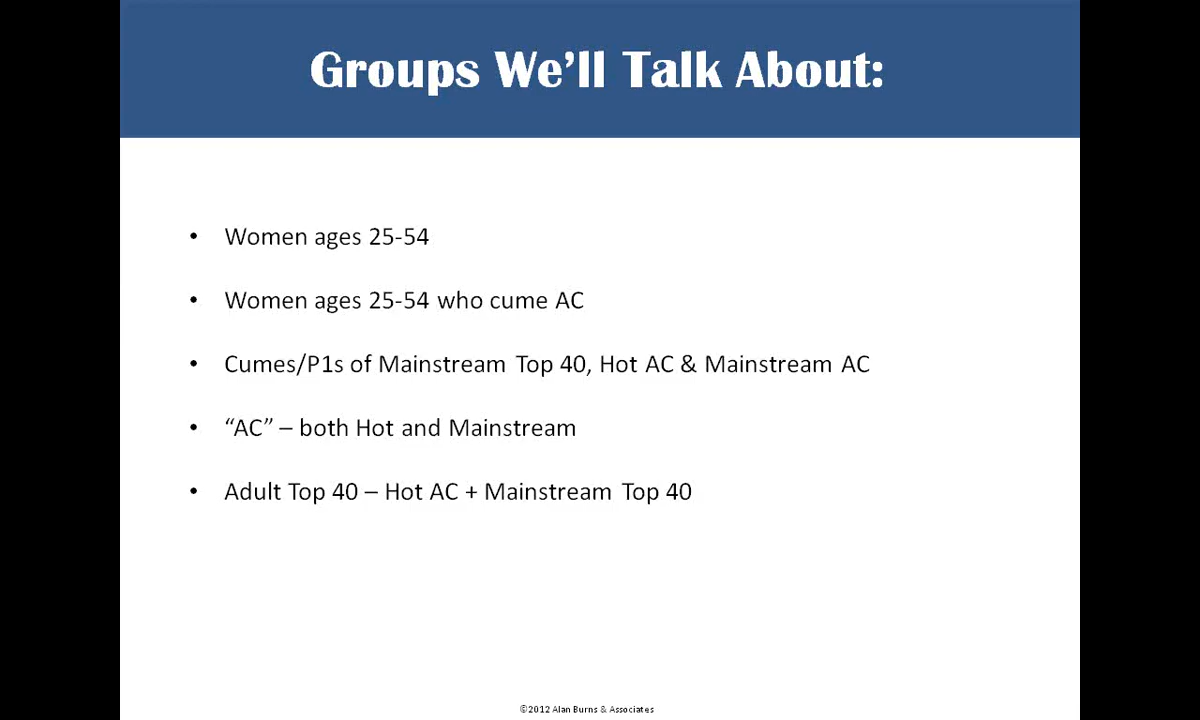 Groups We'll Talk About:
• Women ages 25-54
• Women ages 25-54 who cume AC
• Cumes/P1s of Mainstream Top 40, Hot AC & Mainstream AC
• “AC” – both Hot and Mainstream
• Adult Top 40 – Hot AC + Mainstream Top 40
©2012 Alan Burns & Associates